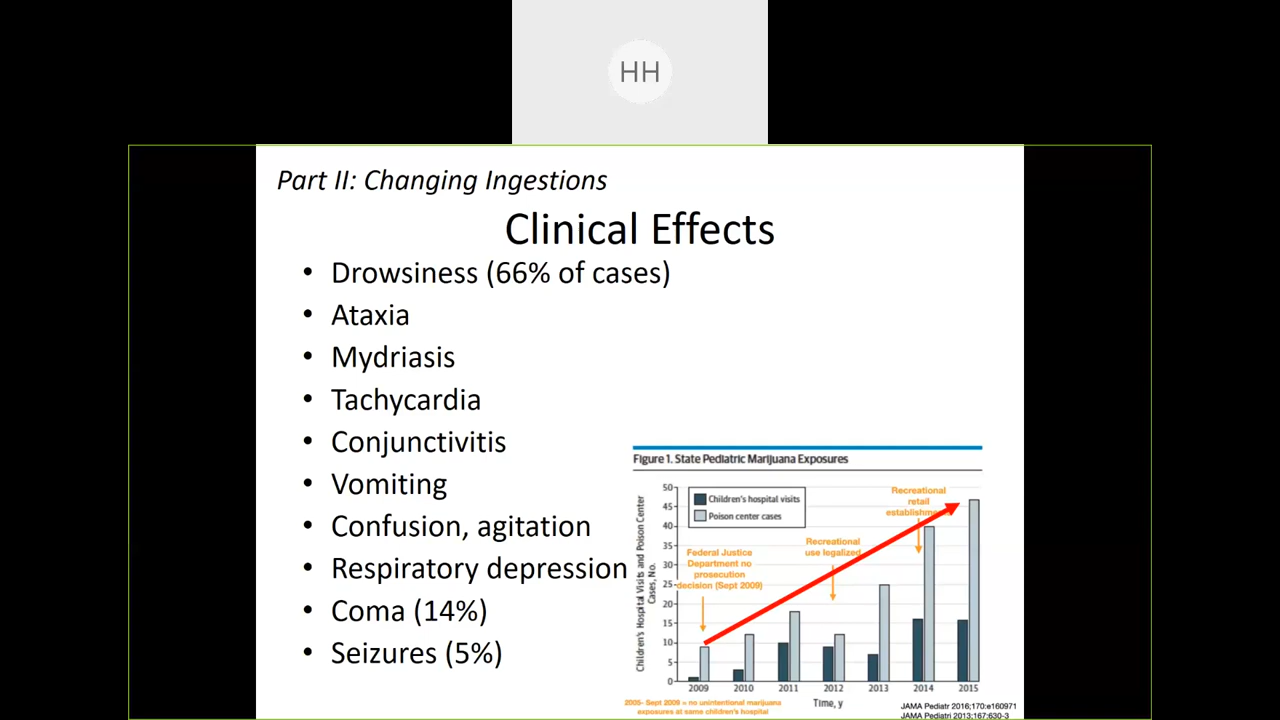 HH
Part II: Changing Ingestions
Clinical Effects
• Drowsiness (66% of cases)
• Ataxia
• Mydriasis
• Tachycardia
• Conjunctivitis
• Vomiting
• Confusion, agitation
• Respiratory depression
• Coma (14%)
• Seizures (5%)
Figure 1. State Pediatric Marijuana Exposures
Children's Hospital Visits and Poison Center
Cases, No.
50
45
40
35
30
25
20
15
10
5
0
Children's hospital visits
Poison center cases
Federal Justice
Department no
prosecution
decision (Sept 2009)
Recreational
use legalized
Recreational
retail
2009 2010 2011 2012 2013 2014 2015
Time, y
2005- Sept 2009 = no unintentional marijuana
exposures at same children's hospital
JAMA Pediatr 2016;170:e160971
JAMA Pediatri 2013;167:630-3